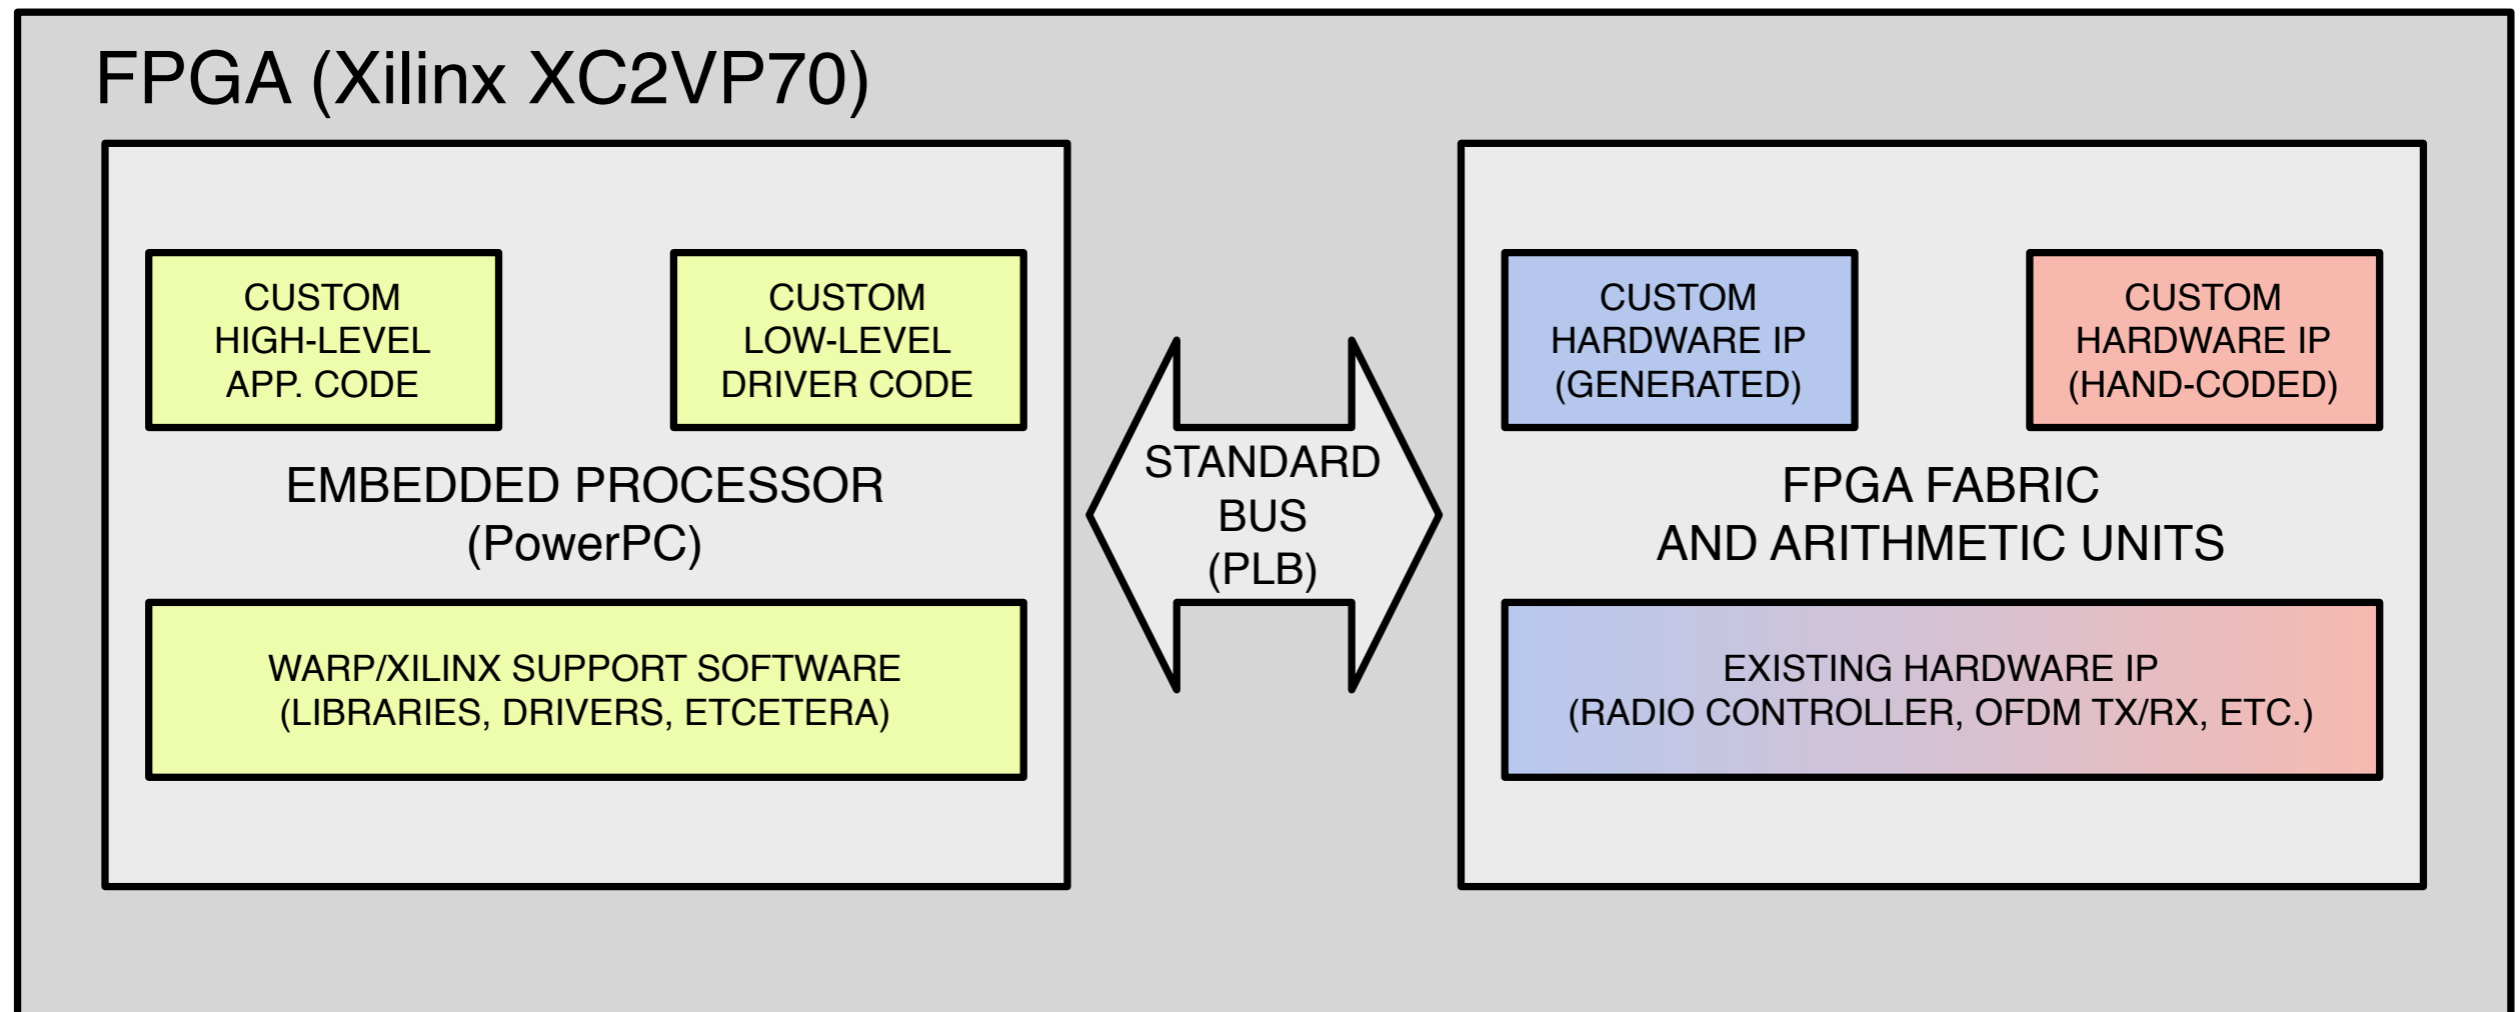 FPGA (Xilinx XC2VP70)
CUSTOM
HIGH-LEVEL
APP. CODE
CUSTOM
LOW-LEVEL
DRIVER CODE
EMBEDDED PROCESSOR
(PowerPC)
WARP/XILINX SUPPORT SOFTWARE
(LIBRARIES, DRIVERS, ETCETERA)
STANDARD
BUS
(PLB)
CUSTOM
HARDWARE IP
(GENERATED)
CUSTOM
HARDWARE IP
(HAND-CODED)
FPGA FABRIC
AND ARITHMETIC UNITS
EXISTING HARDWARE IP
(RADIO CONTROLLER, OFDM TX/RX, ETC.)